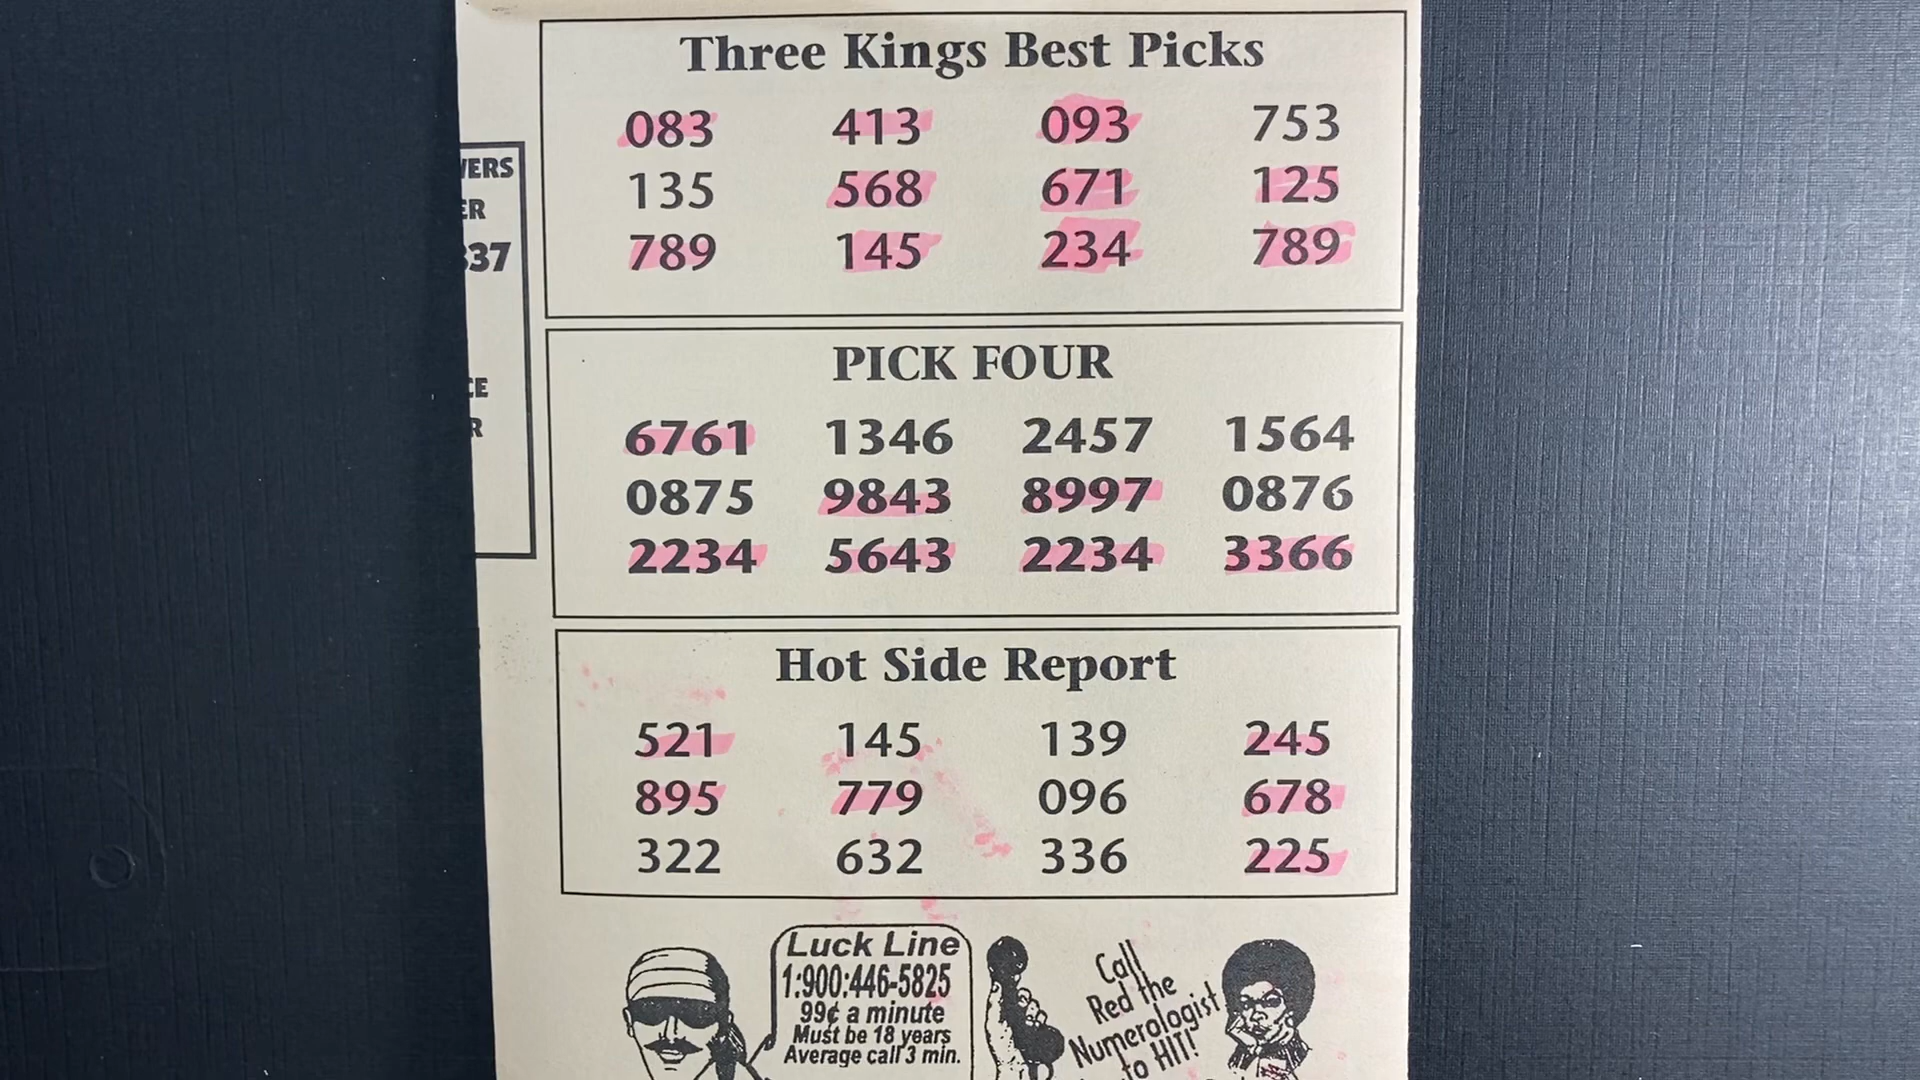 Three Kings Best Picks
083 413 093 753
135 568 671 125
789 145 234 789
37
PICK FOUR
6761 1346 2457 1564
0875 9843 8997 0876
2234 5643 2234 3366
Hot Side Report
521 145 139 245
895 779 096 678
322 632 336 225
Luck Line
1:900:446-5825
99¢ a minute
Must be 18 years
Average call 3 min.
Call
Red the
Numerologist
to HIT!